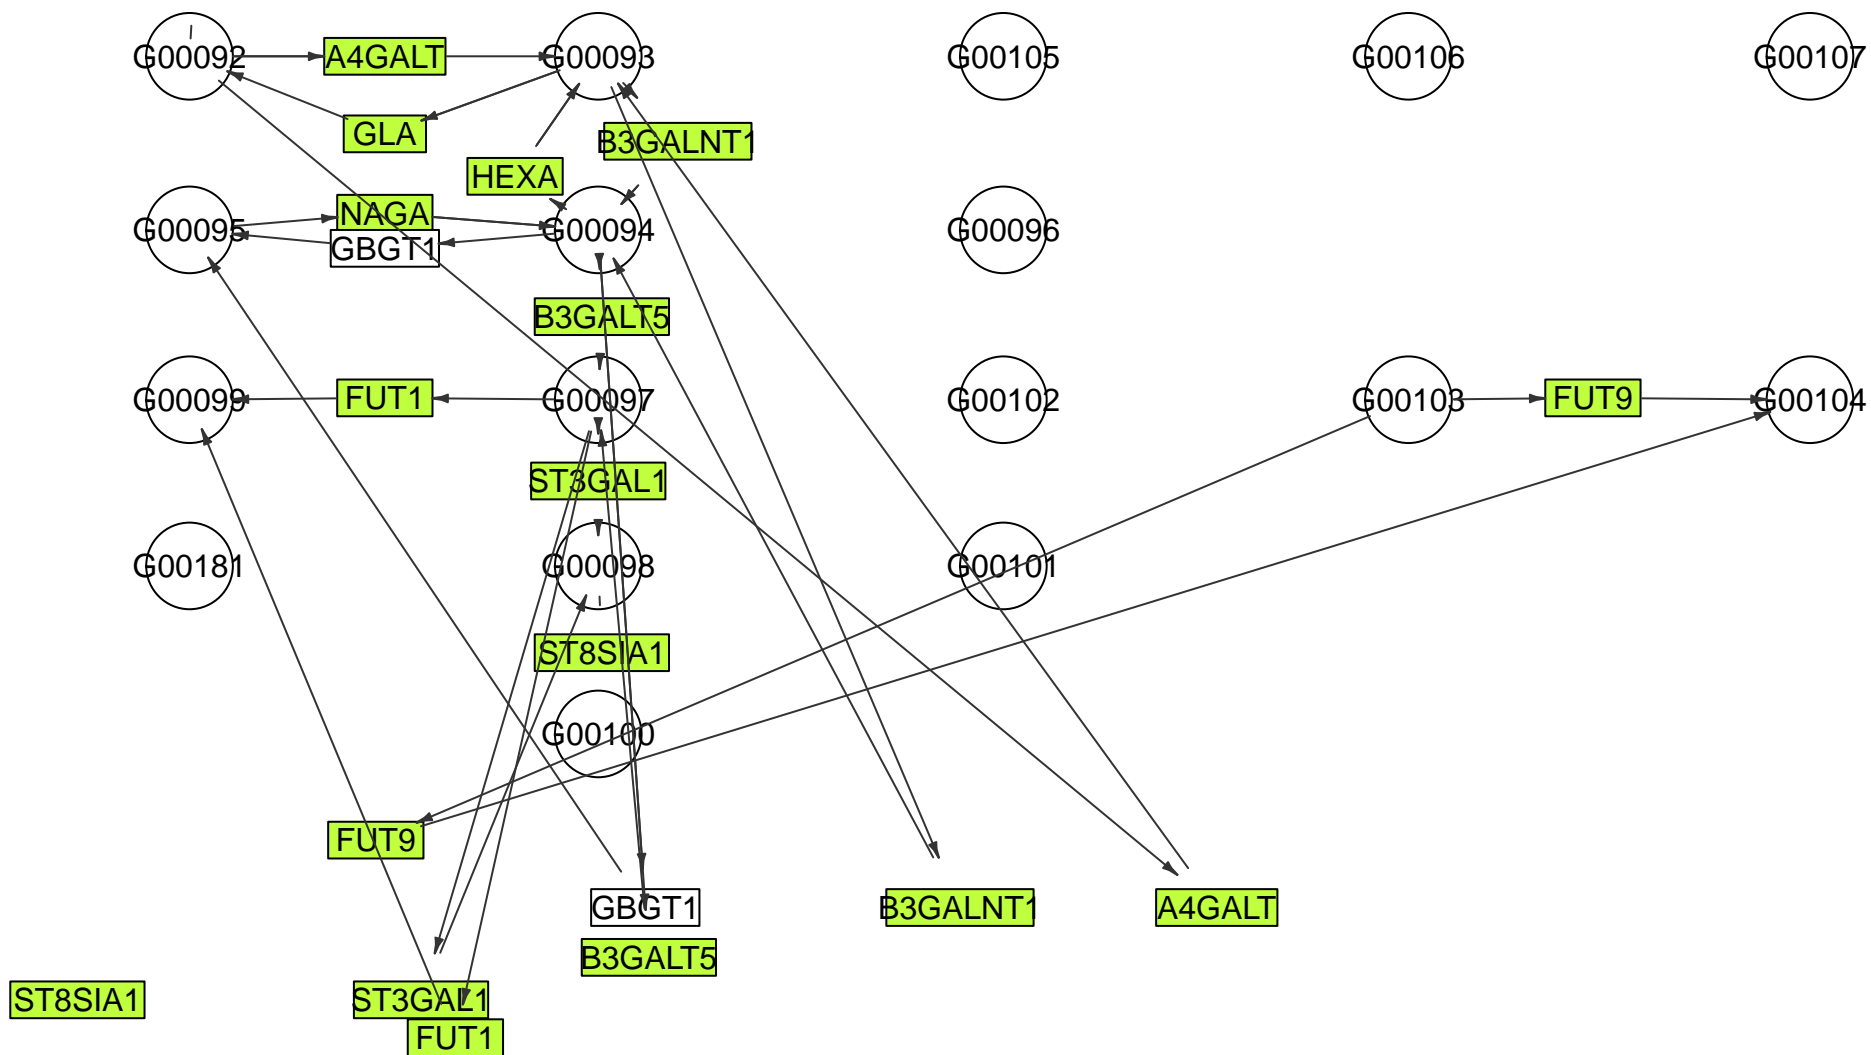 G00092 A4GALT G00093 G00105 G00106 G00107
GLA B3GALNT1
HEXA
G00095 NAGA G00094 G00096
GBGT1
B3GALT5
G00099 FUT1 G00097 G00102 G00103 FUT9 G00104
ST3GAL1
G00181 G00098 G00101
ST8SIA1
G00100
FUT9
GBGT1 B3GALNT1 A4GALT
B3GALT5
ST8SIA1 ST3GAL1
FUT1